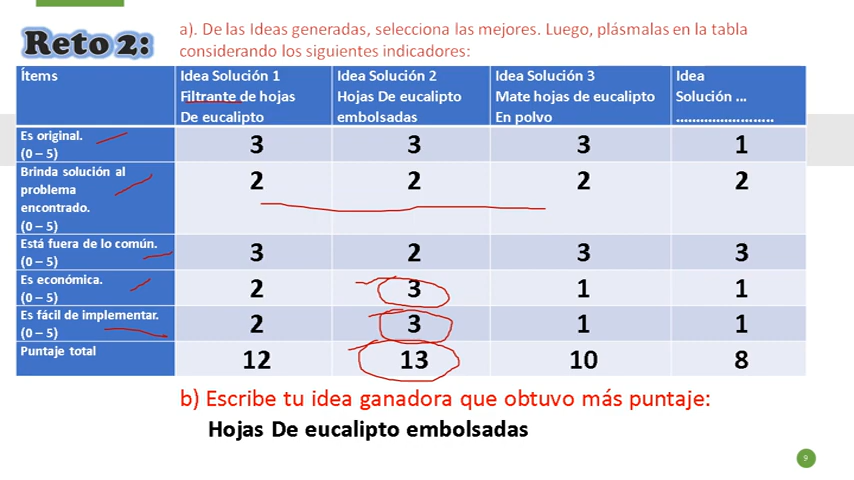 Reto 2:
a). De las Ideas generadas, selecciona las mejores. Luego, plásmalas en la tabla
considerando los siguientes indicadores:
Ítems
Idea Solución 1
Filtrante de hojas
De eucalipto
Idea Solución 2
Hojas De eucalipto
embolsadas
Idea Solución 3
Mate hojas de eucalipto
En polvo
Idea
Solución ...
........................
Es original.
(0 – 5)
3
3
3
1
Brinda solución al
problema
encontrado.
(0 – 5)
2
2
2
2
Está fuera de lo común.
(0 – 5)
3
2
3
3
Es económica.
(0 – 5)
2
3
1
1
Es fácil de implementar.
(0 – 5)
2
3
1
1
Puntaje total
12
13
10
8
b) Escribe tu idea ganadora que obtuvo más puntaje:
Hojas De eucalipto embolsadas
9